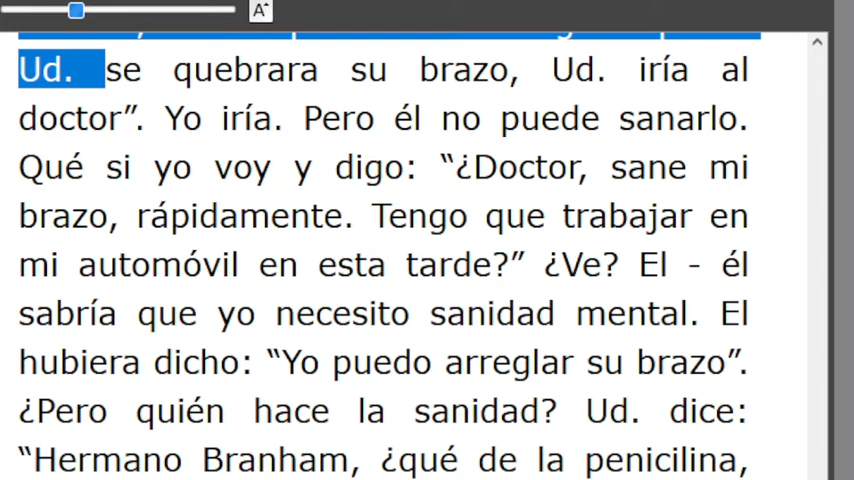 A
Ud. se quebrara su brazo, Ud. iría al
doctor”. Yo iría. Pero él no puede sanarlo.
Qué si yo voy y digo: “¿Doctor, sane mi
brazo, rápidamente. Tengo que trabajar en
mi automóvil en esta tarde?” ¿Ve? El - él
sabría que yo necesito sanidad mental. El
hubiera dicho: “Yo puedo arreglar su brazo”.
¿Pero quién hace la sanidad? Ud. dice:
“Hermano Branham, ¿qué de la penicilina,